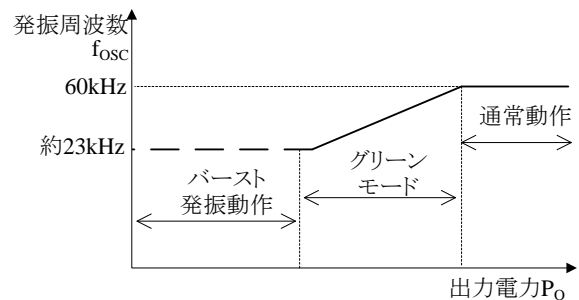 発振周波数
fOSC
60kHz
約23kHz
通常動作
グリーン
モード
バースト
発振動作
出力電力PO